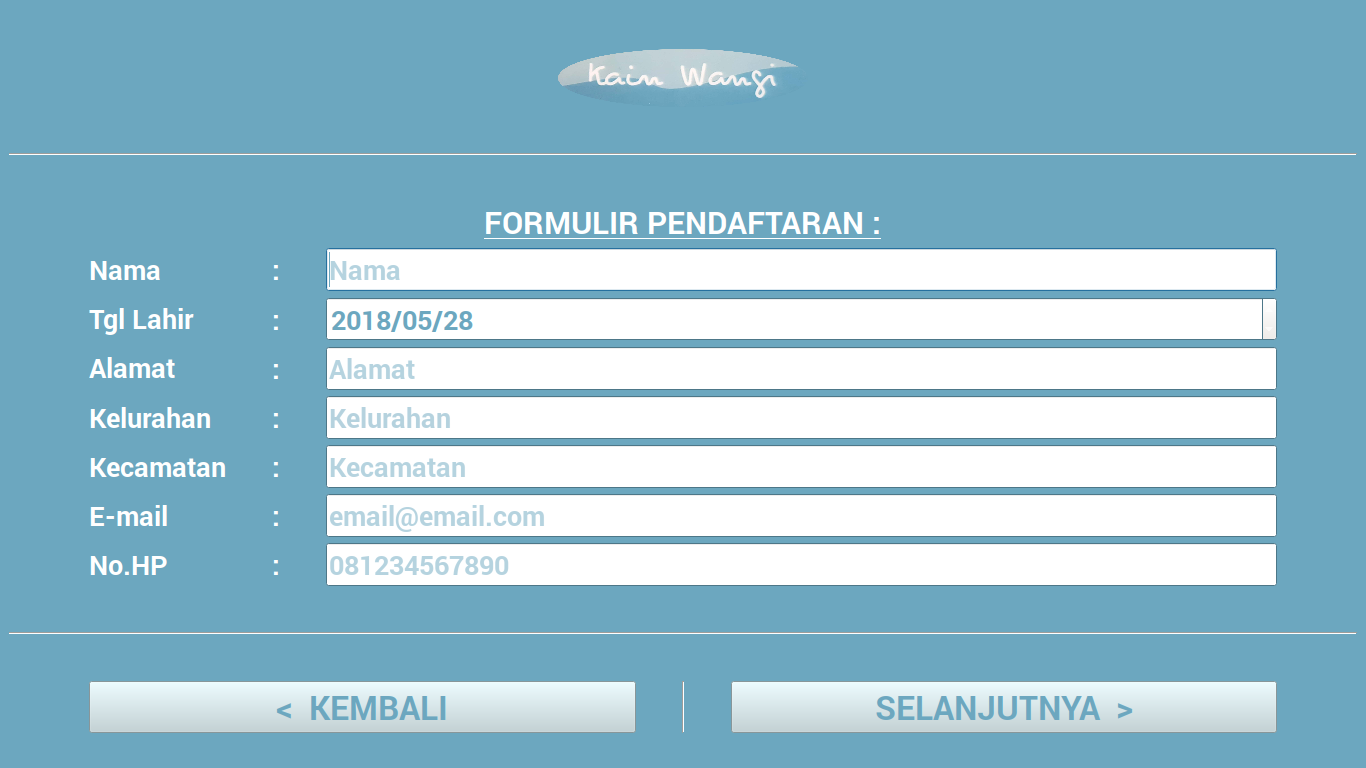 Kain Wangi
FORMULIR PENDAFTARAN :
Nama : Nama
Tgl Lahir : 2018/05/28
Alamat : Alamat
Kelurahan : Kelurahan
Kecamatan : Kecamatan
E-mail : email@email.com
No.HP : 081234567890
< KEMBALI SELANJUTNYA >